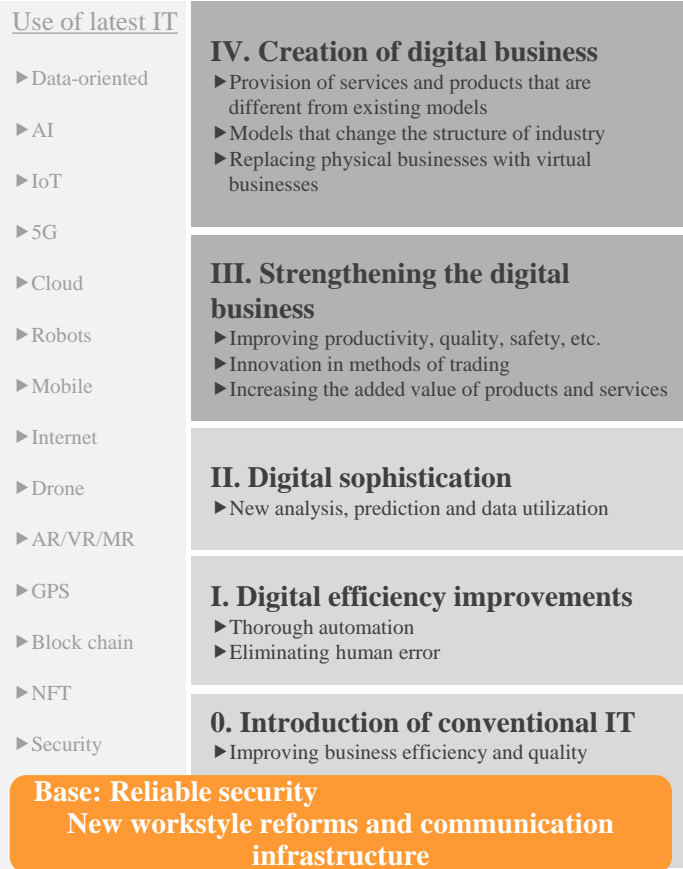 Use of latest IT
▶Data-oriented
▶AI
▶IoT
▶5G
▶Cloud
▶Robots
▶Mobile
▶Internet
▶Drone
▶AR/VR/MR
▶GPS
▶Block chain
▶NFT
▶Security
IV. Creation of digital business
▶Provision of services and products that are
different from existing models
▶Models that change the structure of industry
▶Replacing physical businesses with virtual
businesses
III. Strengthening the digital
business
▶Improving productivity, quality, safety, etc.
▶Innovation in methods of trading
▶Increasing the added value of products and services
II. Digital sophistication
▶New analysis, prediction and data utilization
I. Digital efficiency improvements
▶Thorough automation
▶Eliminating human error
0. Introduction of conventional IT
▶Improving business efficiency and quality
Base: Reliable security
New workstyle reforms and communication
infrastructure